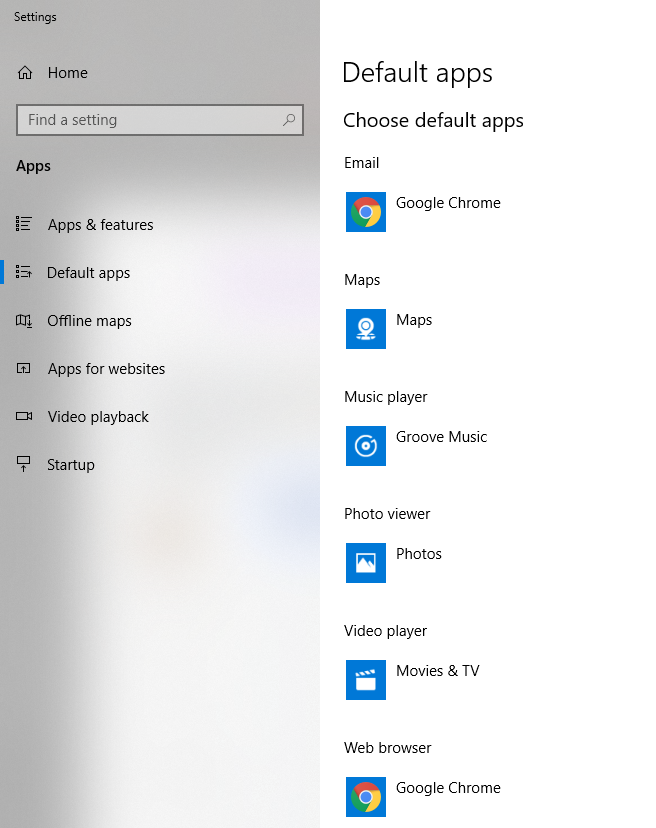 Settings
Home
Find a setting
Apps
Apps & features
Default apps
Offline maps
Apps for websites
Video playback
Startup
Default apps
Choose default apps
Email
Google Chrome
Maps
Maps
Music player
Groove Music
Photo viewer
Photos
Video player
Movies & TV
Web browser
Google Chrome